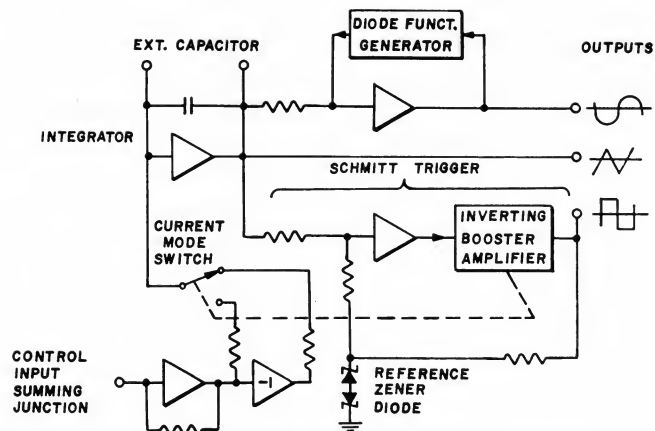 DIODE FUNCT.
GENERATOR
EXT. CAPACITOR
OUTPUTS
INTEGRATOR
SCHMITT TRIGGER
CURRENT
MODE
SWITCH
INVERTING
BOOSTER
AMPLIFIER
CONTROL
INPUT
SUMMING
JUNCTION
-1
REFERENCE
ZENER
DIODE